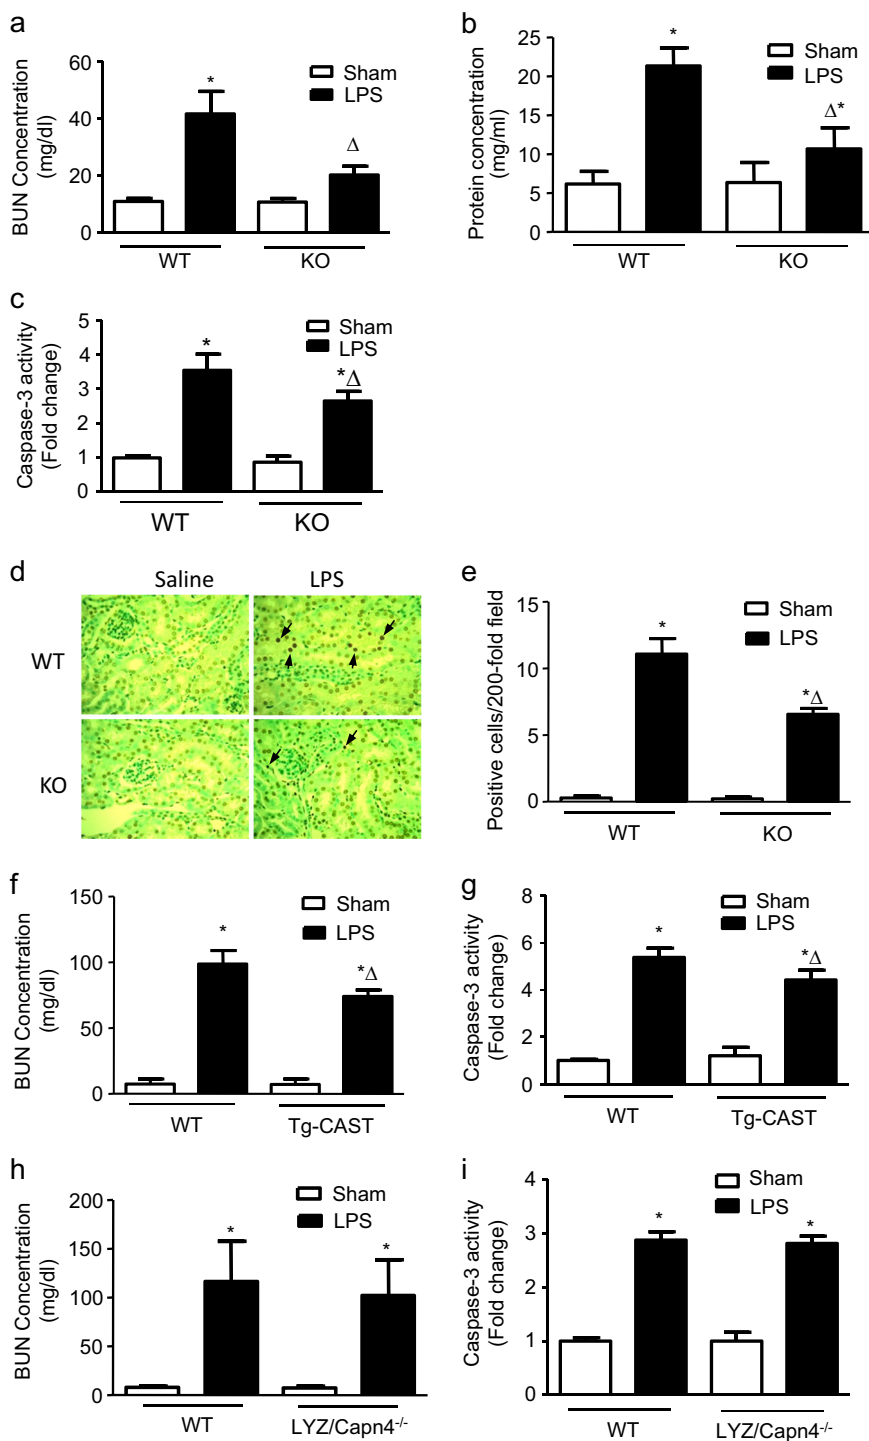 a
BUN Concentration
(mg/dl)
60
40
20
0
*
Δ
Sham
LPS
WT
KO
b
Protein concentration
(mg/ml)
25
20
15
10
5
0
*
Δ*
Sham
LPS
WT
KO
c
Caspase-3 activity
(Fold change)
5
4
3
2
1
0
*
*Δ
Sham
LPS
WT
KO
d
Saline
LPS
WT
KO
e
Positive cells/200-fold field
15
10
5
0
*
*Δ
Sham
LPS
WT
KO
f
BUN Concentration
(mg/dl)
150
100
50
0
*
*Δ
Sham
LPS
WT
Tg-CAST
g
Caspase-3 activity
(Fold change)
8
6
4
2
0
*
*Δ
Sham
LPS
WT
Tg-CAST
h
BUN Concentration
(mg/dl)
200
150
100
50
0
*
*
Sham
LPS
WT
LYZ/Capn4⁻/⁻
i
Caspase-3 activity
(Fold change)
4
3
2
1
0
*
*
Sham
LPS
WT
LYZ/Capn4⁻/⁻